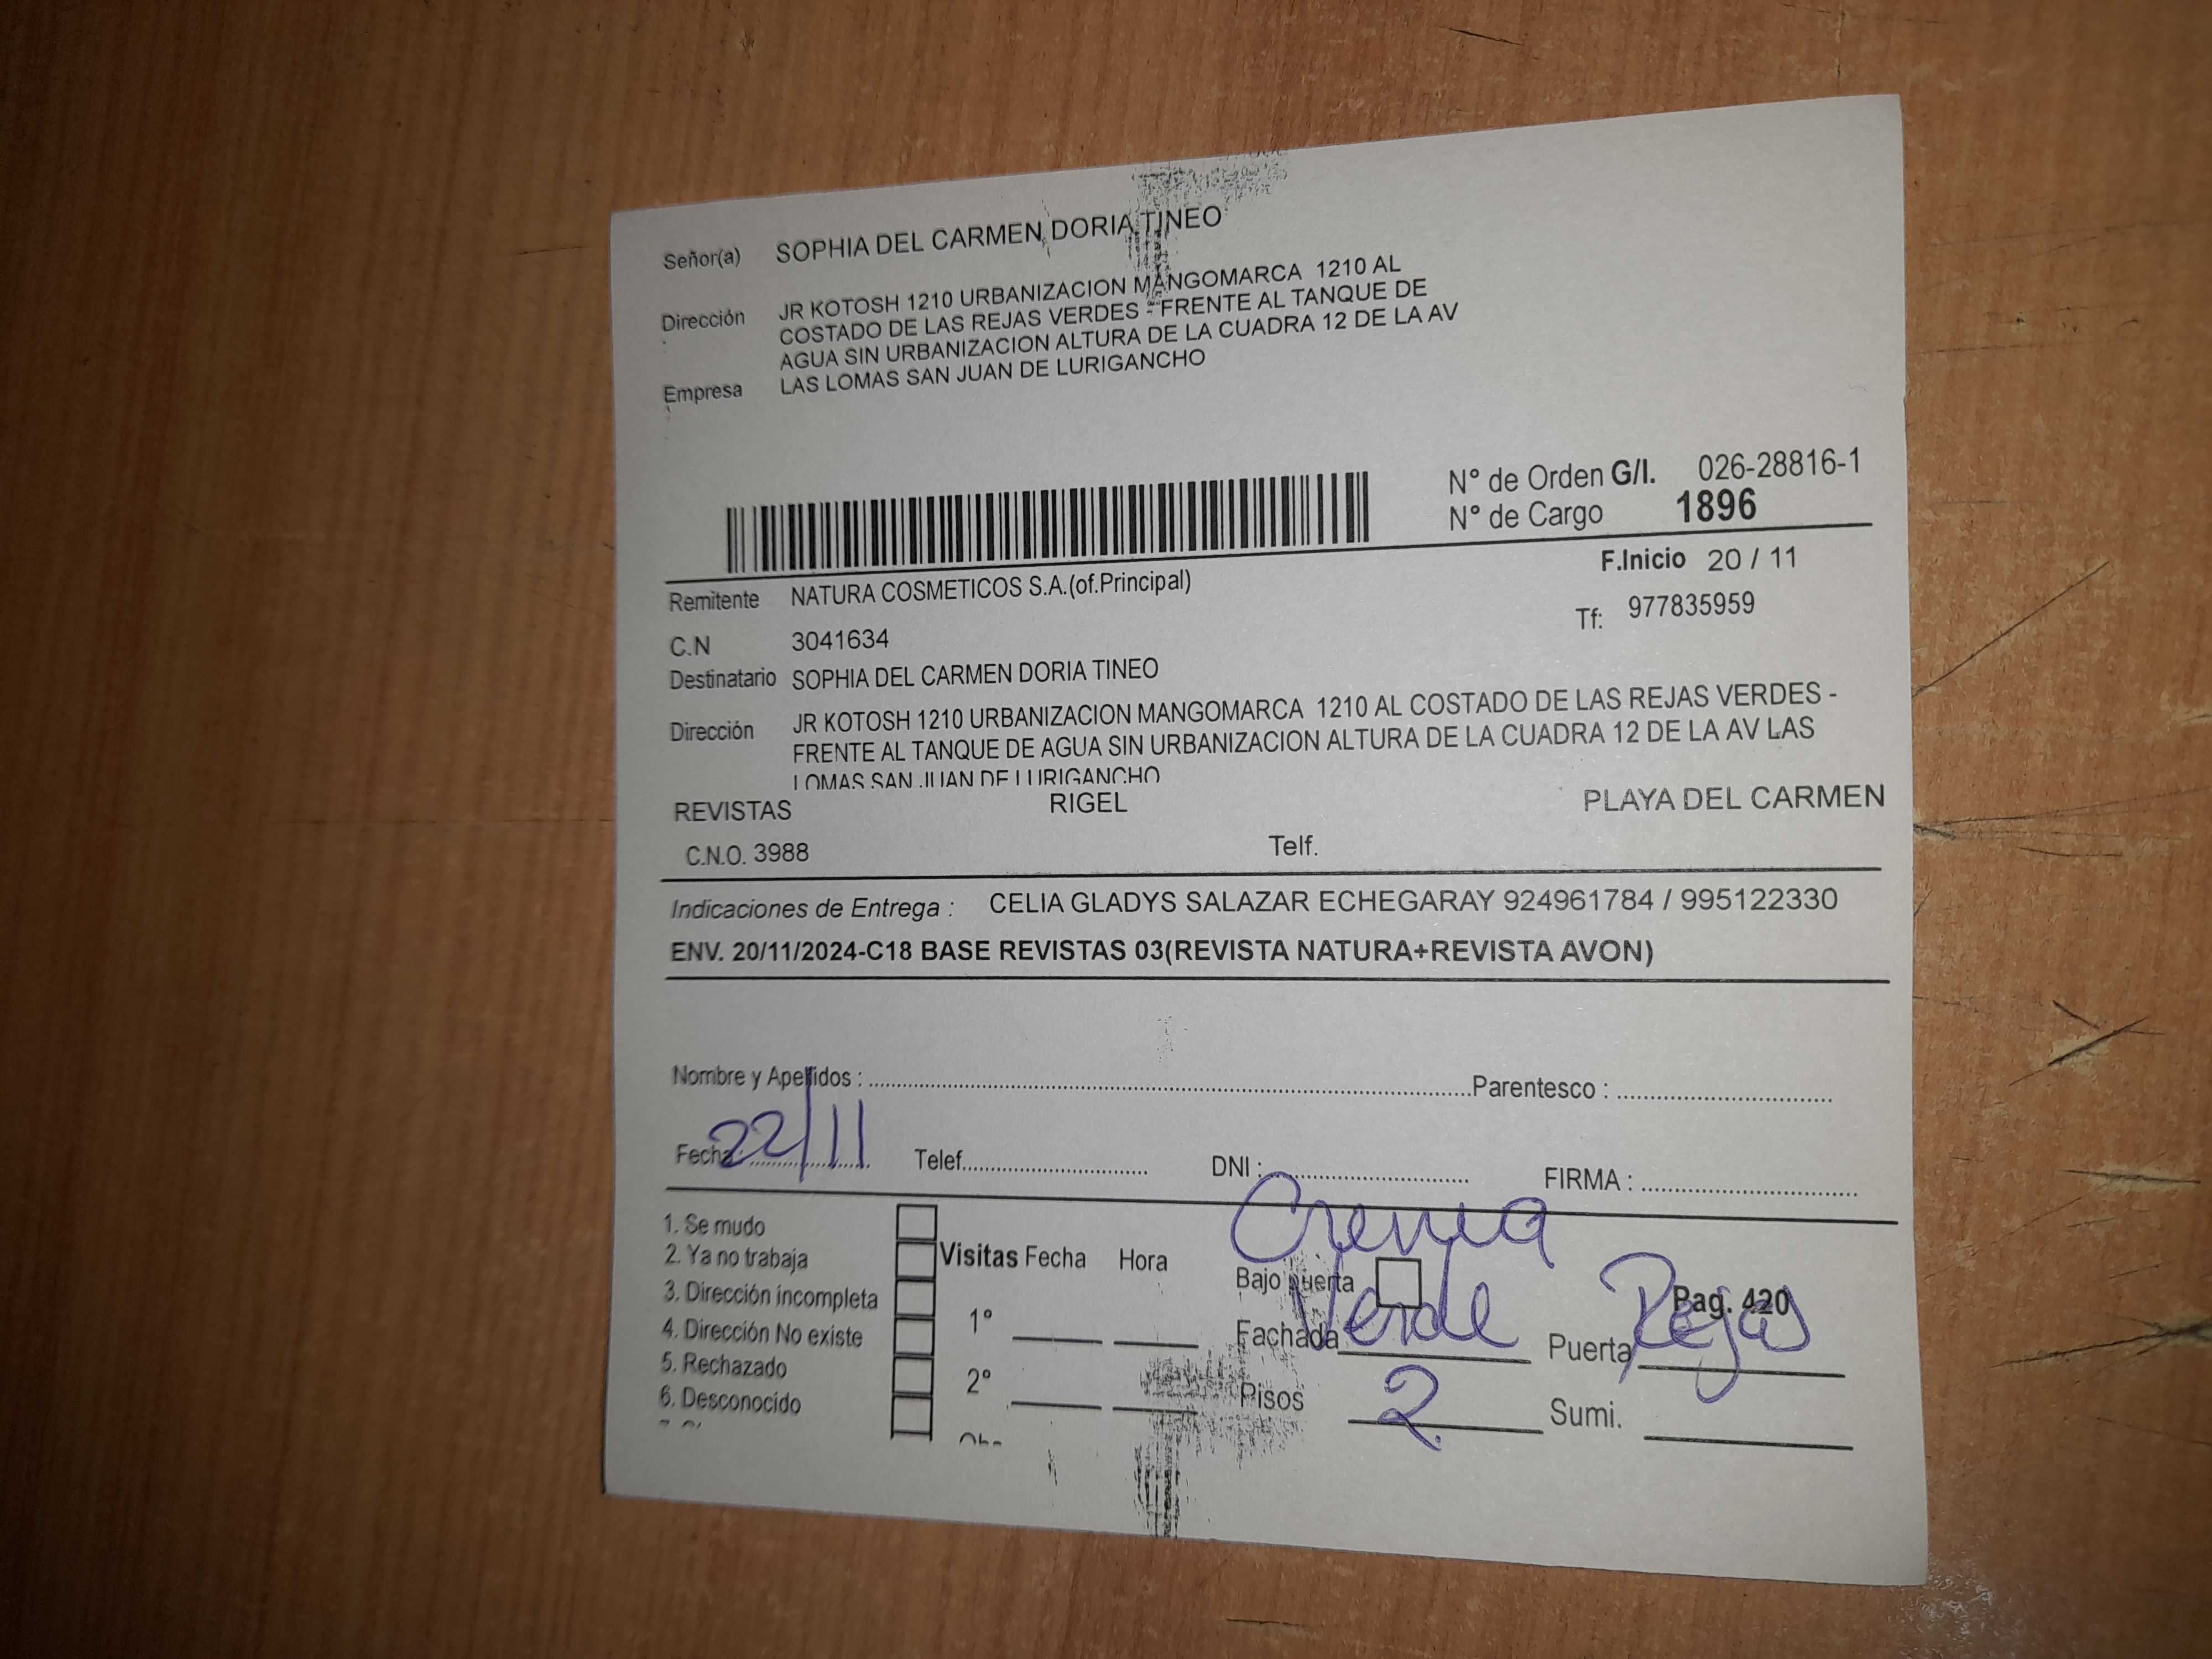 Señor(a) SOPHIA DEL CARMEN DORIA TINEO
Dirección JR KOTOSH 1210 URBANIZACION MANGOMARCA 1210 AL
COSTADO DE LAS REJAS VERDES - FRENTE AL TANQUE DE
AGUA SIN URBANIZACION ALTURA DE LA CUADRA 12 DE LA AV
Empresa LAS LOMAS SAN JUAN DE LURIGANCHO
N° de Orden G/I. 026-28816-1
N° de Cargo 1896
F.Inicio 20 / 11
Remitente NATURA COSMETICOS S.A.(of.Principal)
Tf: 977835959
C.N 3041634
Destinatario SOPHIA DEL CARMEN DORIA TINEO
Dirección JR KOTOSH 1210 URBANIZACION MANGOMARCA 1210 AL COSTADO DE LAS REJAS VERDES -
FRENTE AL TANQUE DE AGUA SIN URBANIZACION ALTURA DE LA CUADRA 12 DE LA AV LAS
LOMAS SAN JUAN DE LURIGANCHO
REVISTAS RIGEL PLAYA DEL CARMEN
C.N.O. 3988 Telf.
Indicaciones de Entrega : CELIA GLADYS SALAZAR ECHEGARAY 924961784 / 995122330
ENV. 20/11/2024-C18 BASE REVISTAS 03(REVISTA NATURA+REVISTA AVON)
Nombre y Apellidos : Parentesco :
Fecha : 22/11 Telef. DNI : FIRMA :
1. Se mudo Crema
2. Ya no trabaja Visitas Fecha Hora Bajo puerta
3. Dirección incompleta Pag. 420
4. Dirección No existe 1° Fachada Verde Puerta Rejas
5. Rechazado 2°
6. Desconocido Pisos 2. Sumi.